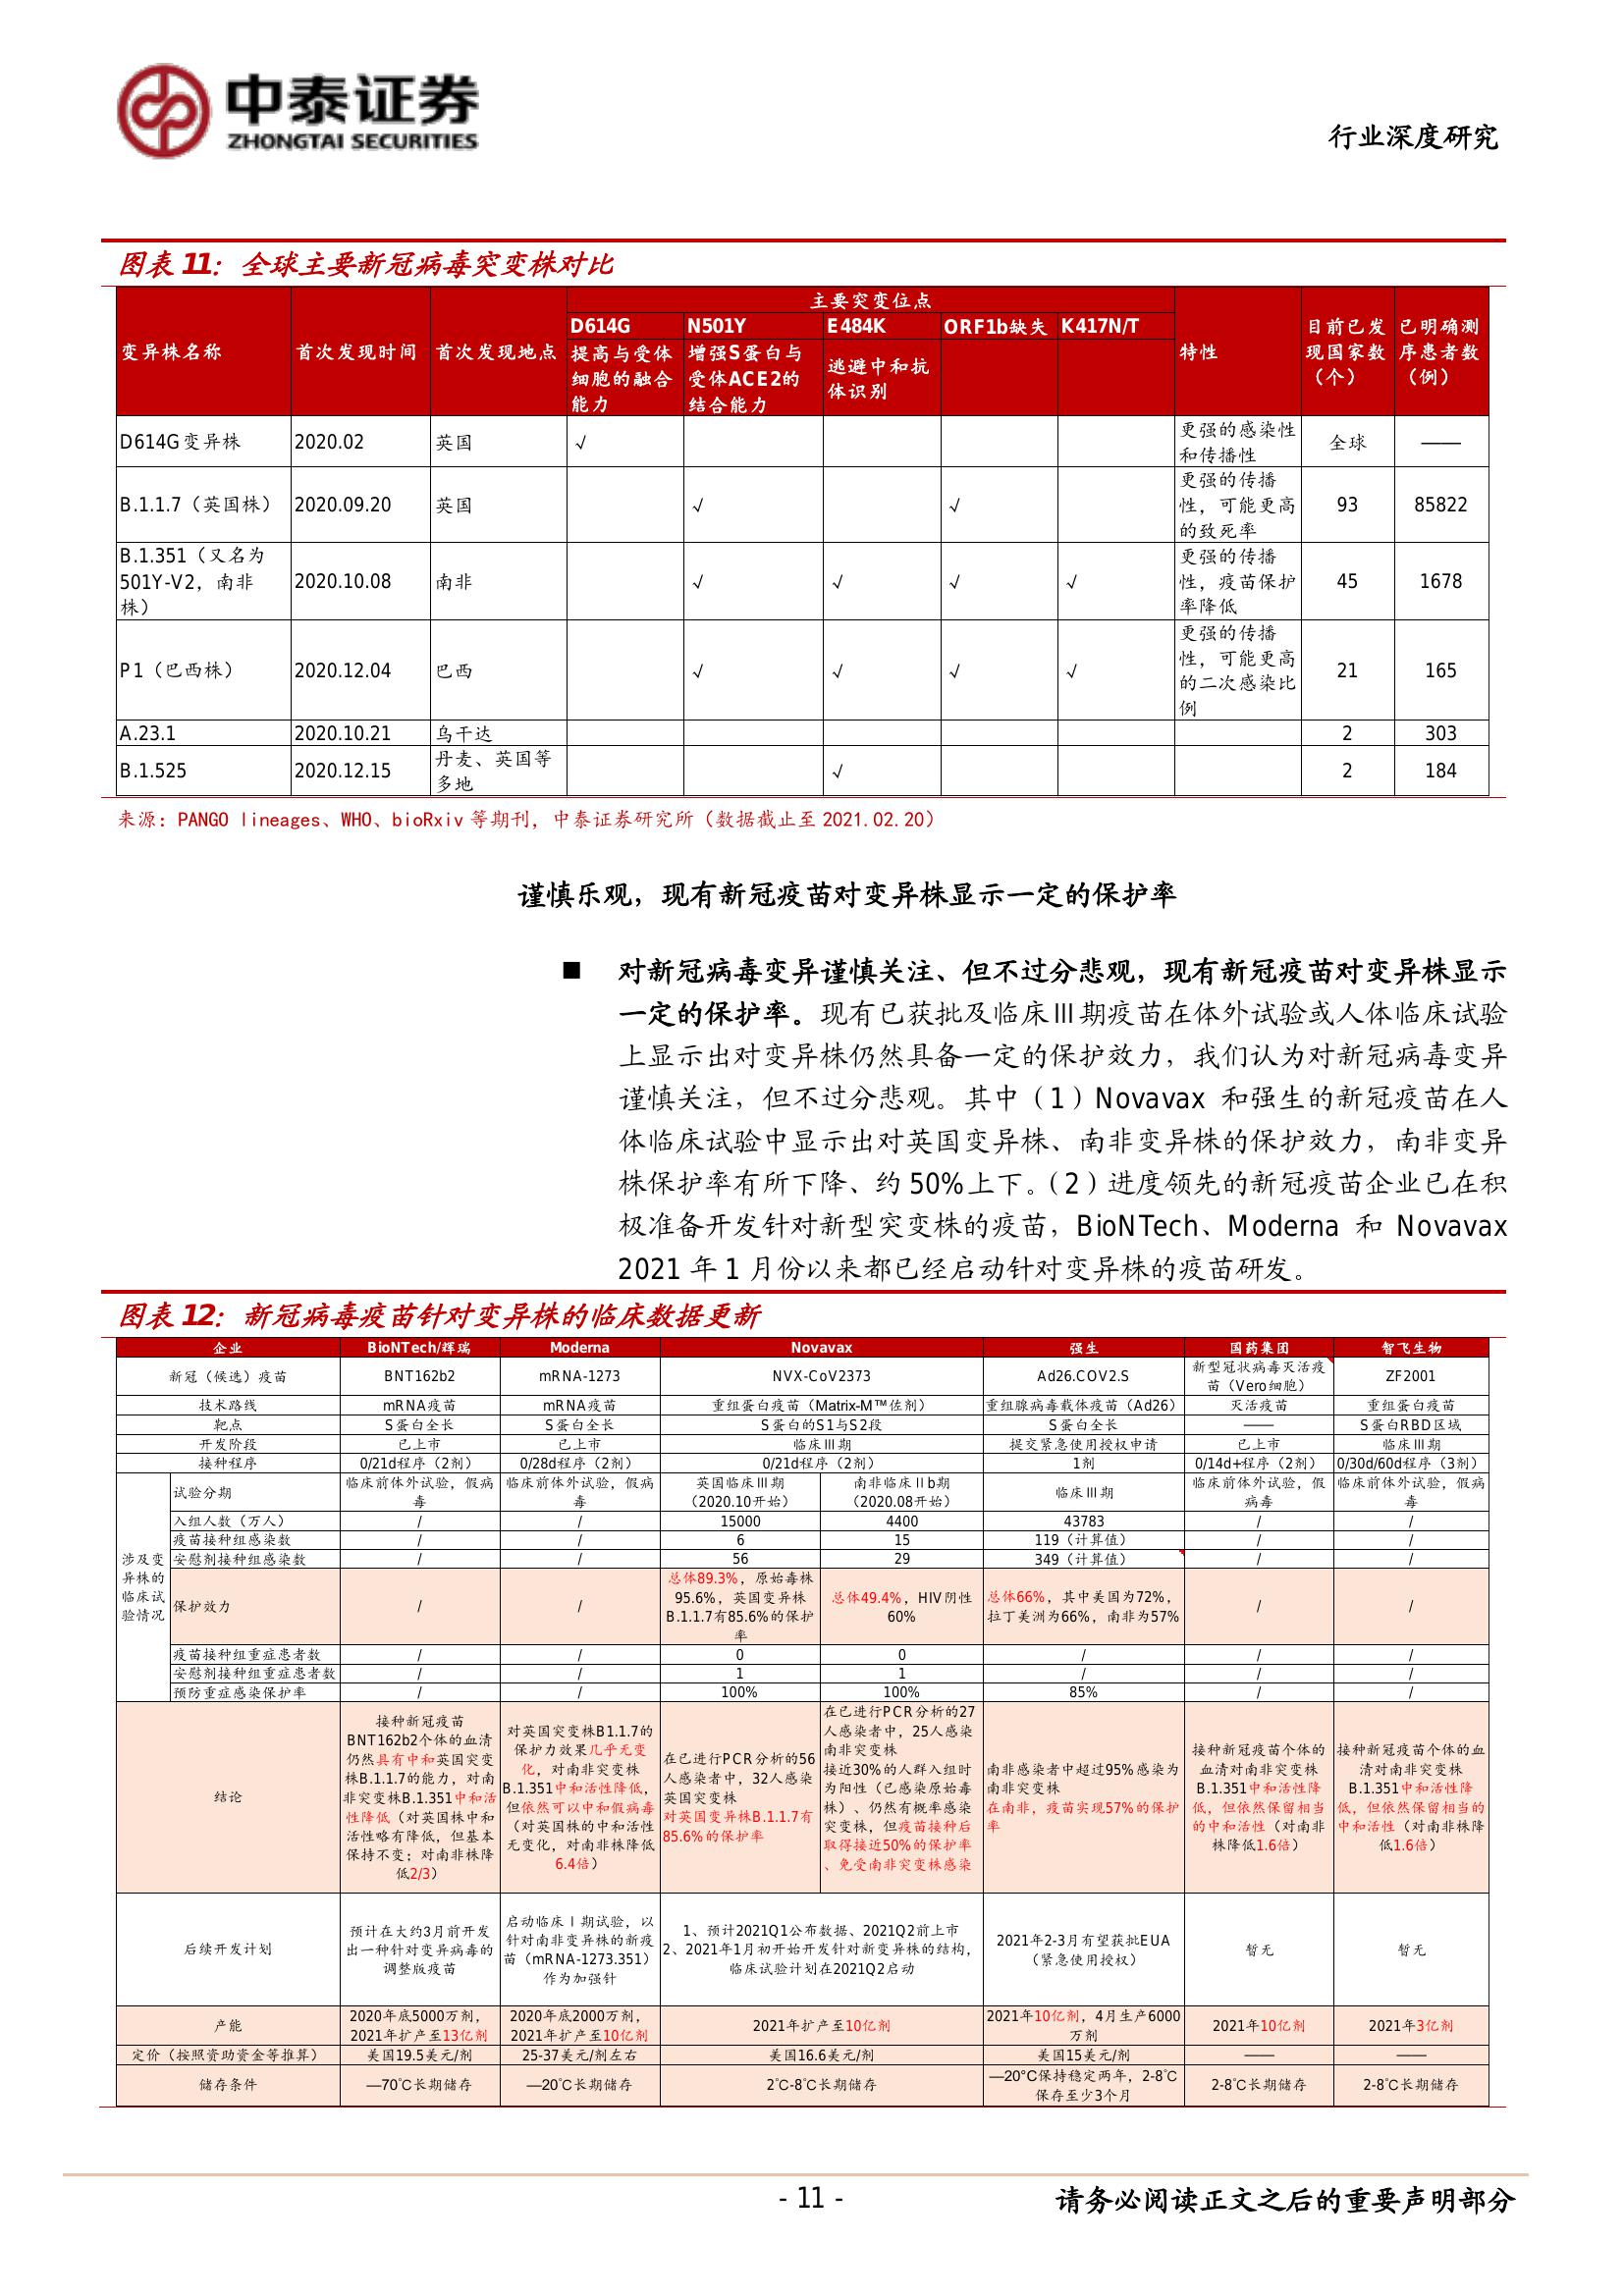 中泰证券
ZHONGTAI SECURITIES
行业深度研究
图表 11：全球主要新冠病毒突变株对比
变异株名称 首次发现时间 首次发现地点 主要突变位点 特性 目前已发现国家数（个） 已明确测序患者数（例）
D614G N501Y E484K ORF1b缺失 K417N/T
提高与受体细胞的融合能力 增强S蛋白与受体ACE2的结合能力 逃避中和抗体识别
D614G变异株 2020.02 英国 √ 更强的感染性和传播性 全球 ——
B.1.1.7（英国株） 2020.09.20 英国 √ √ 更强的传播性，可能更高的致死率 93 85822
B.1.351（又名为501Y-V2，南非株） 2020.10.08 南非 √ √ √ √ 更强的传播性，疫苗保护率降低 45 1678
P1（巴西株） 2020.12.04 巴西 √ √ √ √ 更强的传播性，可能更高的二次感染比例 21 165
A.23.1 2020.10.21 乌干达 2 303
B.1.525 2020.12.15 丹麦、英国等多地 √ 2 184
来源：PANGO lineages、WHO、bioRxiv 等期刊，中泰证券研究所（数据截止至 2021.02.20）
谨慎乐观，现有新冠疫苗对变异株显示一定的保护率
■ 对新冠病毒变异谨慎关注、但不过分悲观，现有新冠疫苗对变异株显示
一定的保护率。现有已获批及临床Ⅲ期疫苗在体外试验或人体临床试验
上显示出对变异株仍然具备一定的保护效力，我们认为对新冠病毒变异
谨慎关注，但不过分悲观。其中（1）Novavax 和强生的新冠疫苗在人
体临床试验中显示出对英国变异株、南非变异株的保护效力，南非变异
株保护率有所下降、约 50%上下。（2）进度领先的新冠疫苗企业已在积
极准备开发针对新型突变株的疫苗，BioNTech、Moderna 和 Novavax
2021 年 1 月份以来都已经启动针对变异株的疫苗研发。
图表 12：新冠病毒疫苗针对变异株的临床数据更新
企业 BioNTech/辉瑞 Moderna Novavax 强生 国药集团 智飞生物
新冠（候选）疫苗 BNT162b2 mRNA-1273 NVX-CoV2373 Ad26.COV2.S 新型冠状病毒灭活疫苗（Vero细胞） ZF2001
技术路线 mRNA疫苗 mRNA疫苗 重组蛋白疫苗（Matrix-M™佐剂） 重组腺病毒载体疫苗（Ad26） 灭活疫苗 重组蛋白疫苗
靶点 S蛋白全长 S蛋白全长 S蛋白的S1与S2段 S蛋白全长 —— S蛋白RBD区域
开发阶段 已上市 已上市 临床Ⅲ期 提交紧急使用授权申请 已上市 临床Ⅲ期
接种程序 0/21d程序（2剂） 0/28d程序（2剂） 0/21d程序（2剂） 1剂 0/14d+程序（2剂） 0/30d/60d程序（3剂）
涉及变异株的临床试验情况
试验分期 临床前体外试验，假病毒 临床前体外试验，假病毒 英国临床Ⅲ期（2020.10开始） 南非临床Ⅱb期（2020.08开始） 临床Ⅲ期 临床前体外试验，假病毒 临床前体外试验，假病毒
入组人数（万人） / / 15000 4400 43783 / /
疫苗接种组感染数 / / 6 15 119（计算值） / /
安慰剂接种组感染数 / / 56 29 349（计算值） / /
保护效力 / / 总体89.3%，原始毒株95.6%，英国变异株B.1.1.7有85.6%的保护率 总体49.4%，HIV阴性60% 总体66%，其中美国为72%，拉丁美洲为66%，南非为57% / /
疫苗接种组重症患者数 / / 0 0 / / /
安慰剂接种组重症患者数 / / 1 1 / / /
预防重症感染保护率 / / 100% 100% 85% / /
结论 接种新冠疫苗BNT162b2个体的血清仍然具有中和英国突变株B.1.1.7的能力，对南非突变株B.1.351中和活性降低（对英国株中和活性略有降低，但基本保持不变；对南非株降低2/3） 对英国突变株B1.1.7的保护力效果几乎无变化，对南非突变株B.1.351中和活性降低，但依然可以中和假病毒（对英国株的中和活性无变化，对南非株降低6.4倍） 在已进行PCR分析的56人感染者中，32人感染英国突变株 对英国变异株B.1.1.7有85.6%的保护率 在已进行PCR分析的27人感染者中，25人感染南非突变株 接近30%的人群入组时为阳性（已感染原始毒株）、仍然有概率感染突变株，但疫苗接种后取得接近50%的保护率、免受南非突变株感染 南非感染者中超过95%感染为南非突变株 在南非，疫苗实现57%的保护率 接种新冠疫苗个体的血清对南非突变株B.1.351中和活性降低，但依然保留相当的中和活性（对南非株降低1.6倍） 接种新冠疫苗个体的血清对南非突变株B.1.351中和活性降低，但依然保留相当的中和活性（对南非株降低1.6倍）
后续开发计划 预计在大约3月前开发出一种针对变异病毒的调整版疫苗 启动临床Ⅰ期试验，以针对南非变异株的新疫苗（mRNA-1273.351）作为加强针 1、预计2021Q1公布数据、2021Q2前上市 2、2021年1月初开始开发针对新变异株的结构，临床试验计划在2021Q2启动 2021年2-3月有望获批EUA（紧急使用授权） 暂无 暂无
产能 2020年底5000万剂，2021年扩产至13亿剂 2020年底2000万剂，2021年扩产至10亿剂 2021年扩产至10亿剂 2021年10亿剂，4月生产6000万剂 2021年10亿剂 2021年3亿剂
定价（按照资助资金等推算） 美国19.5美元/剂 25-37美元/剂左右 美国16.6美元/剂 美国15美元/剂 —— ——
储存条件 —70℃长期储存 —20℃长期储存 2℃-8℃长期储存 —20℃保持稳定两年，2-8℃保存至少3个月 2-8℃长期储存 2-8℃长期储存
- 11 -
请务必阅读正文之后的重要声明部分